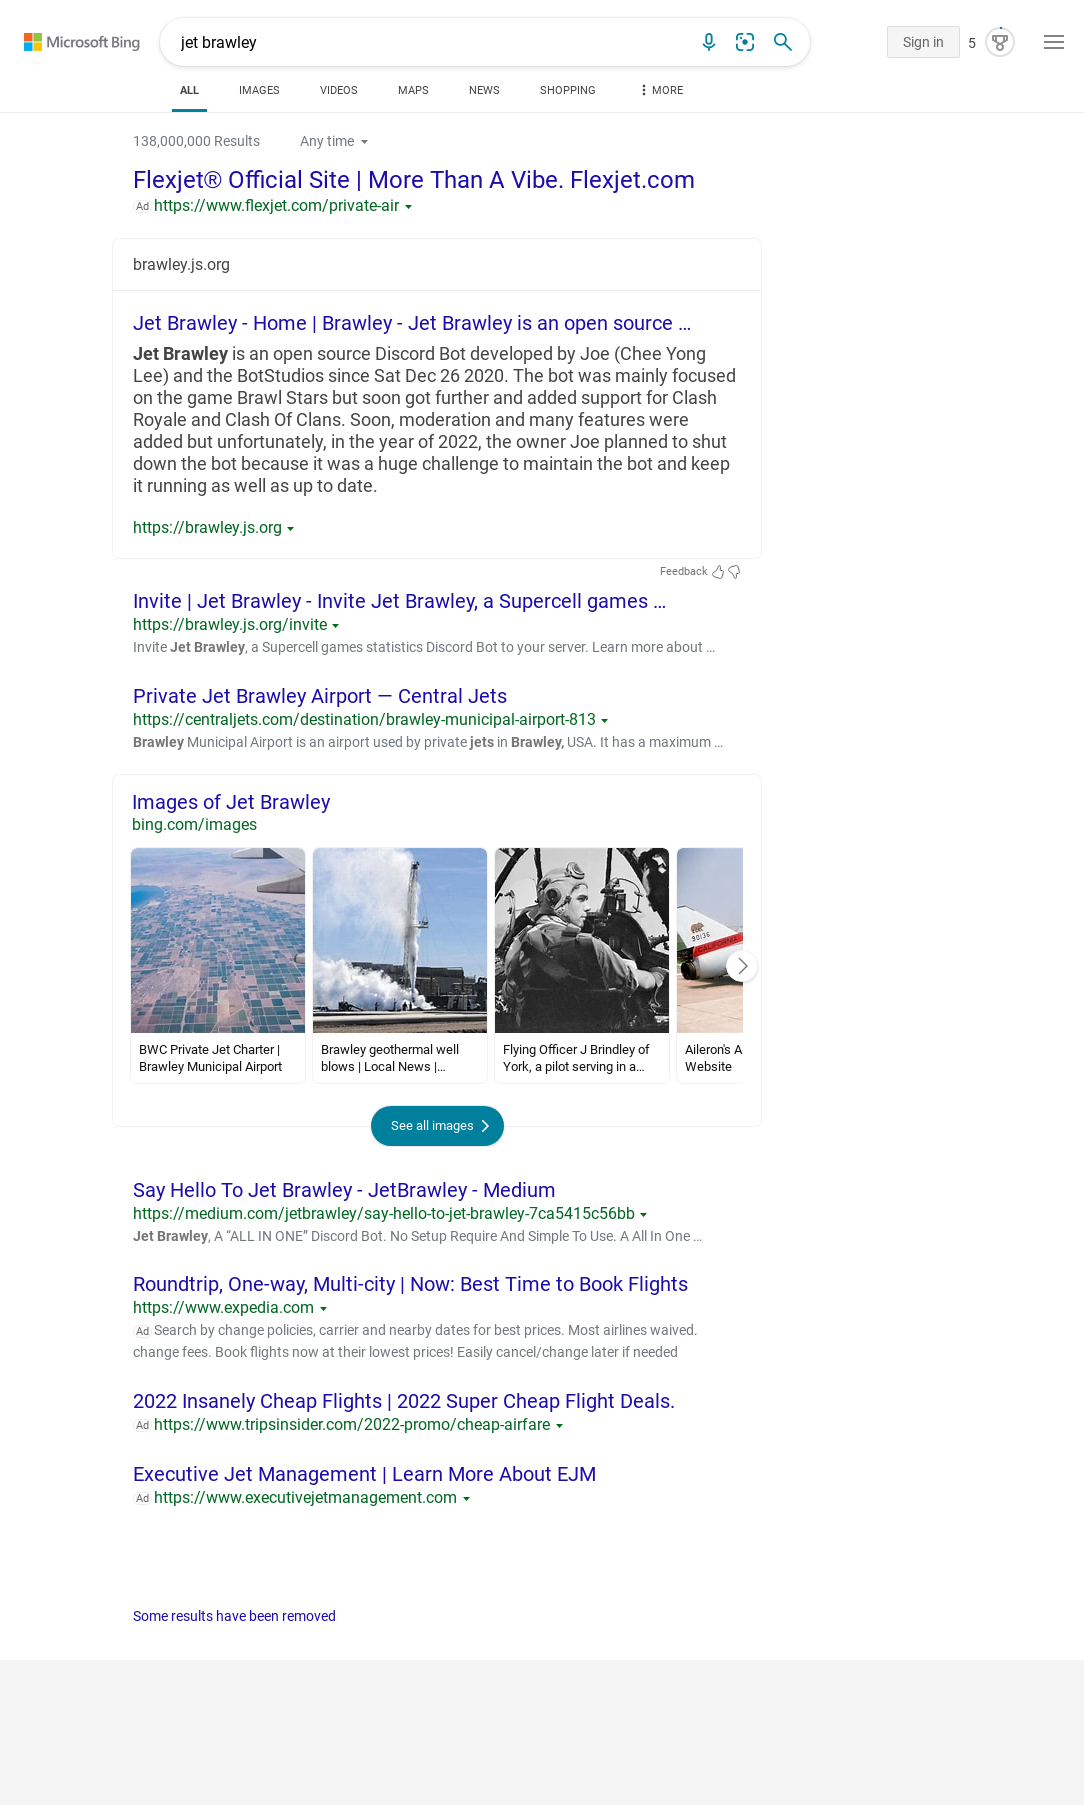 Microsoft Bing
jet brawley
Sign in
5
ALL
IMAGES
VIDEOS
MAPS
NEWS
SHOPPING
MORE
138,000,000 Results
Any time
Flexjet® Official Site | More Than A Vibe. Flexjet.com
Ad https://www.flexjet.com/private-air
brawley.js.org
Jet Brawley - Home | Brawley - Jet Brawley is an open source …
Jet Brawley is an open source Discord Bot developed by Joe (Chee Yong
Lee) and the BotStudios since Sat Dec 26 2020. The bot was mainly focused
on the game Brawl Stars but soon got further and added support for Clash
Royale and Clash Of Clans. Soon, moderation and many features were
added but unfortunately, in the year of 2022, the owner Joe planned to shut
down the bot because it was a huge challenge to maintain the bot and keep
it running as well as up to date.
https://brawley.js.org
Feedback
Invite | Jet Brawley - Invite Jet Brawley, a Supercell games …
https://brawley.js.org/invite
Invite Jet Brawley, a Supercell games statistics Discord Bot to your server. Learn more about …
Private Jet Brawley Airport — Central Jets
https://centraljets.com/destination/brawley-municipal-airport-813
Brawley Municipal Airport is an airport used by private jets in Brawley, USA. It has a maximum …
Images of Jet Brawley
bing.com/images
90136
CALIFORNIA
BWC Private Jet Charter |
Brawley Municipal Airport
Brawley geothermal well
blows | Local News |…
Flying Officer J Brindley of
York, a pilot serving in a…
Aileron's A
Website
See all images
Say Hello To Jet Brawley - JetBrawley - Medium
https://medium.com/jetbrawley/say-hello-to-jet-brawley-7ca5415c56bb
Jet Brawley, A “ALL IN ONE” Discord Bot. No Setup Require And Simple To Use. A All In One …
Roundtrip, One-way, Multi-city | Now: Best Time to Book Flights
https://www.expedia.com
Ad Search by change policies, carrier and nearby dates for best prices. Most airlines waived.
change fees. Book flights now at their lowest prices! Easily cancel/change later if needed
2022 Insanely Cheap Flights | 2022 Super Cheap Flight Deals.
Ad https://www.tripsinsider.com/2022-promo/cheap-airfare
Executive Jet Management | Learn More About EJM
Ad https://www.executivejetmanagement.com
Some results have been removed